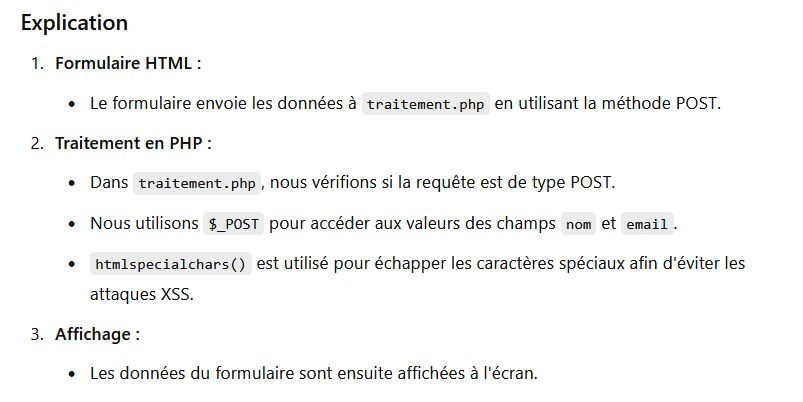 Explication
1. Formulaire HTML :
• Le formulaire envoie les données à traitement.php en utilisant la méthode POST.
2. Traitement en PHP :
• Dans traitement.php, nous vérifions si la requête est de type POST.
• Nous utilisons $_POST pour accéder aux valeurs des champs nom et email.
• htmlspecialchars() est utilisé pour échapper les caractères spéciaux afin d'éviter les
attaques XSS.
3. Affichage :
• Les données du formulaire sont ensuite affichées à l'écran.